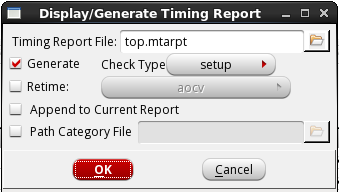 Display/Generate Timing Report
Timing Report File: top.mtarpt
Generate Check Type setup
Retime: aocv
Append to Current Report
Path Category File
OK Cancel